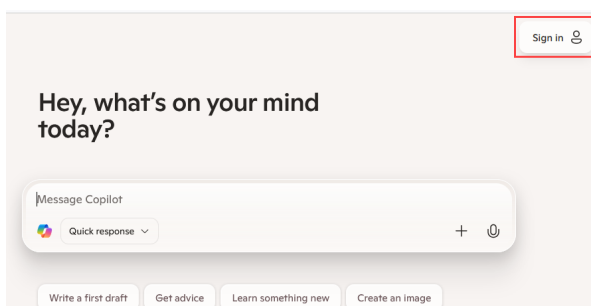 Sign in
Hey, what's on your mind
today?
Message Copilot
Quick response
Write a first draft
Get advice
Learn something new
Create an image